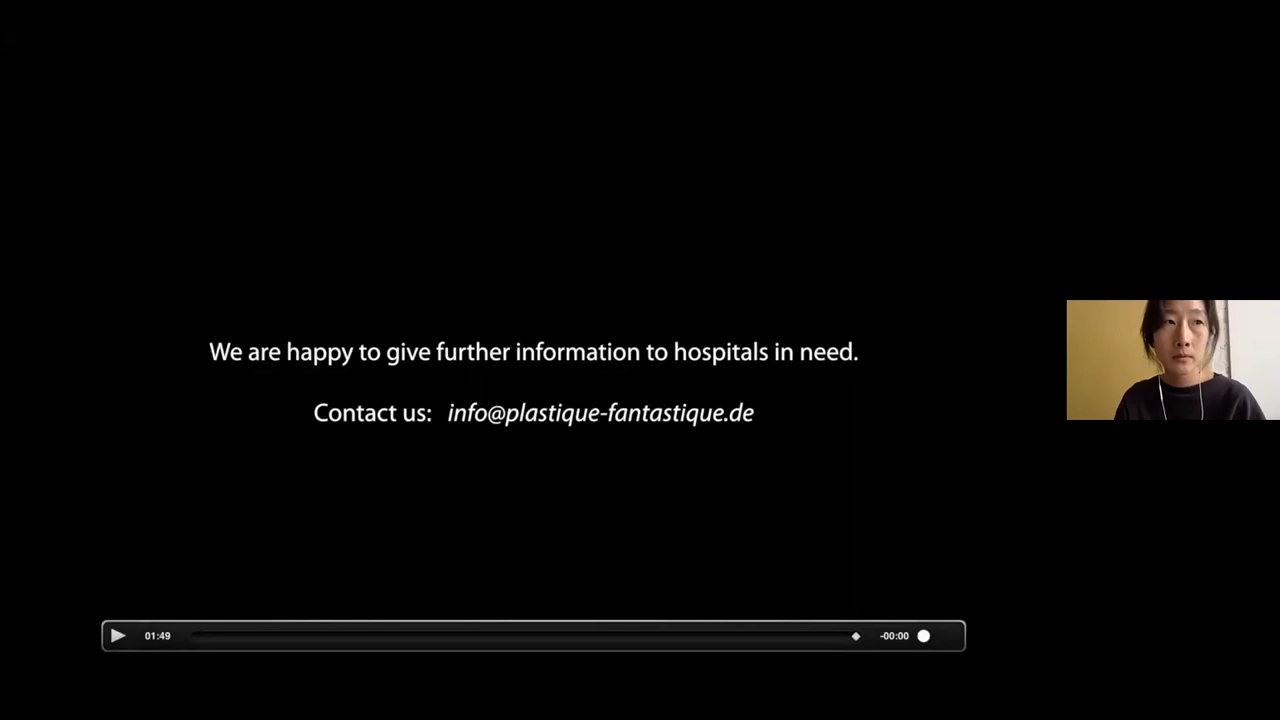 We are happy to give further information to hospitals in need.
Contact us: info@plastique-fantastique.de
01:49
-00:00